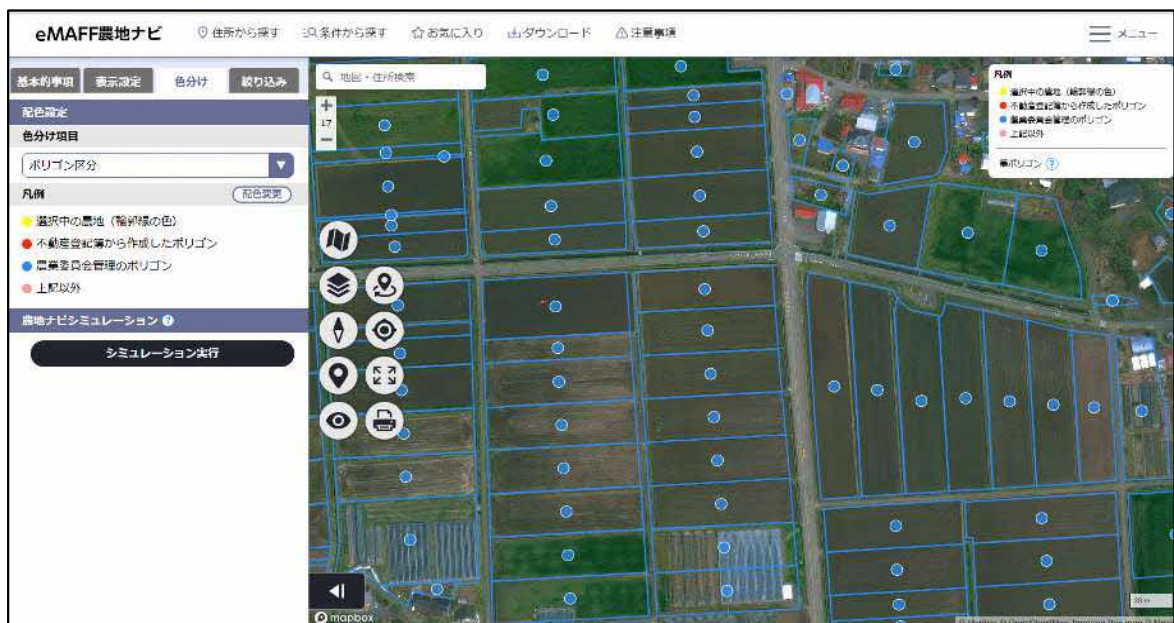 eMAFF農地ナビ
住所から探す
条件から探す
お気に入り
ダウンロード
注意事項
メニュー
基本的事項
表示設定
色分け
絞り込み
配色設定
色分け項目
ポリゴン区分
凡例
配色変更
選択中の農地（輪郭線の色）
不動産登記簿から作成したポリゴン
農業委員会管理のポリゴン
上記以外
農地ナビシミュレーション ?
シミュレーション実行
地図・住所検索
+
17
−
凡例
選択中の農地（輪郭線の色）
不動産登記簿から作成したポリゴン
農業委員会管理のポリゴン
上記以外
筆ポリゴン ?
mapbox